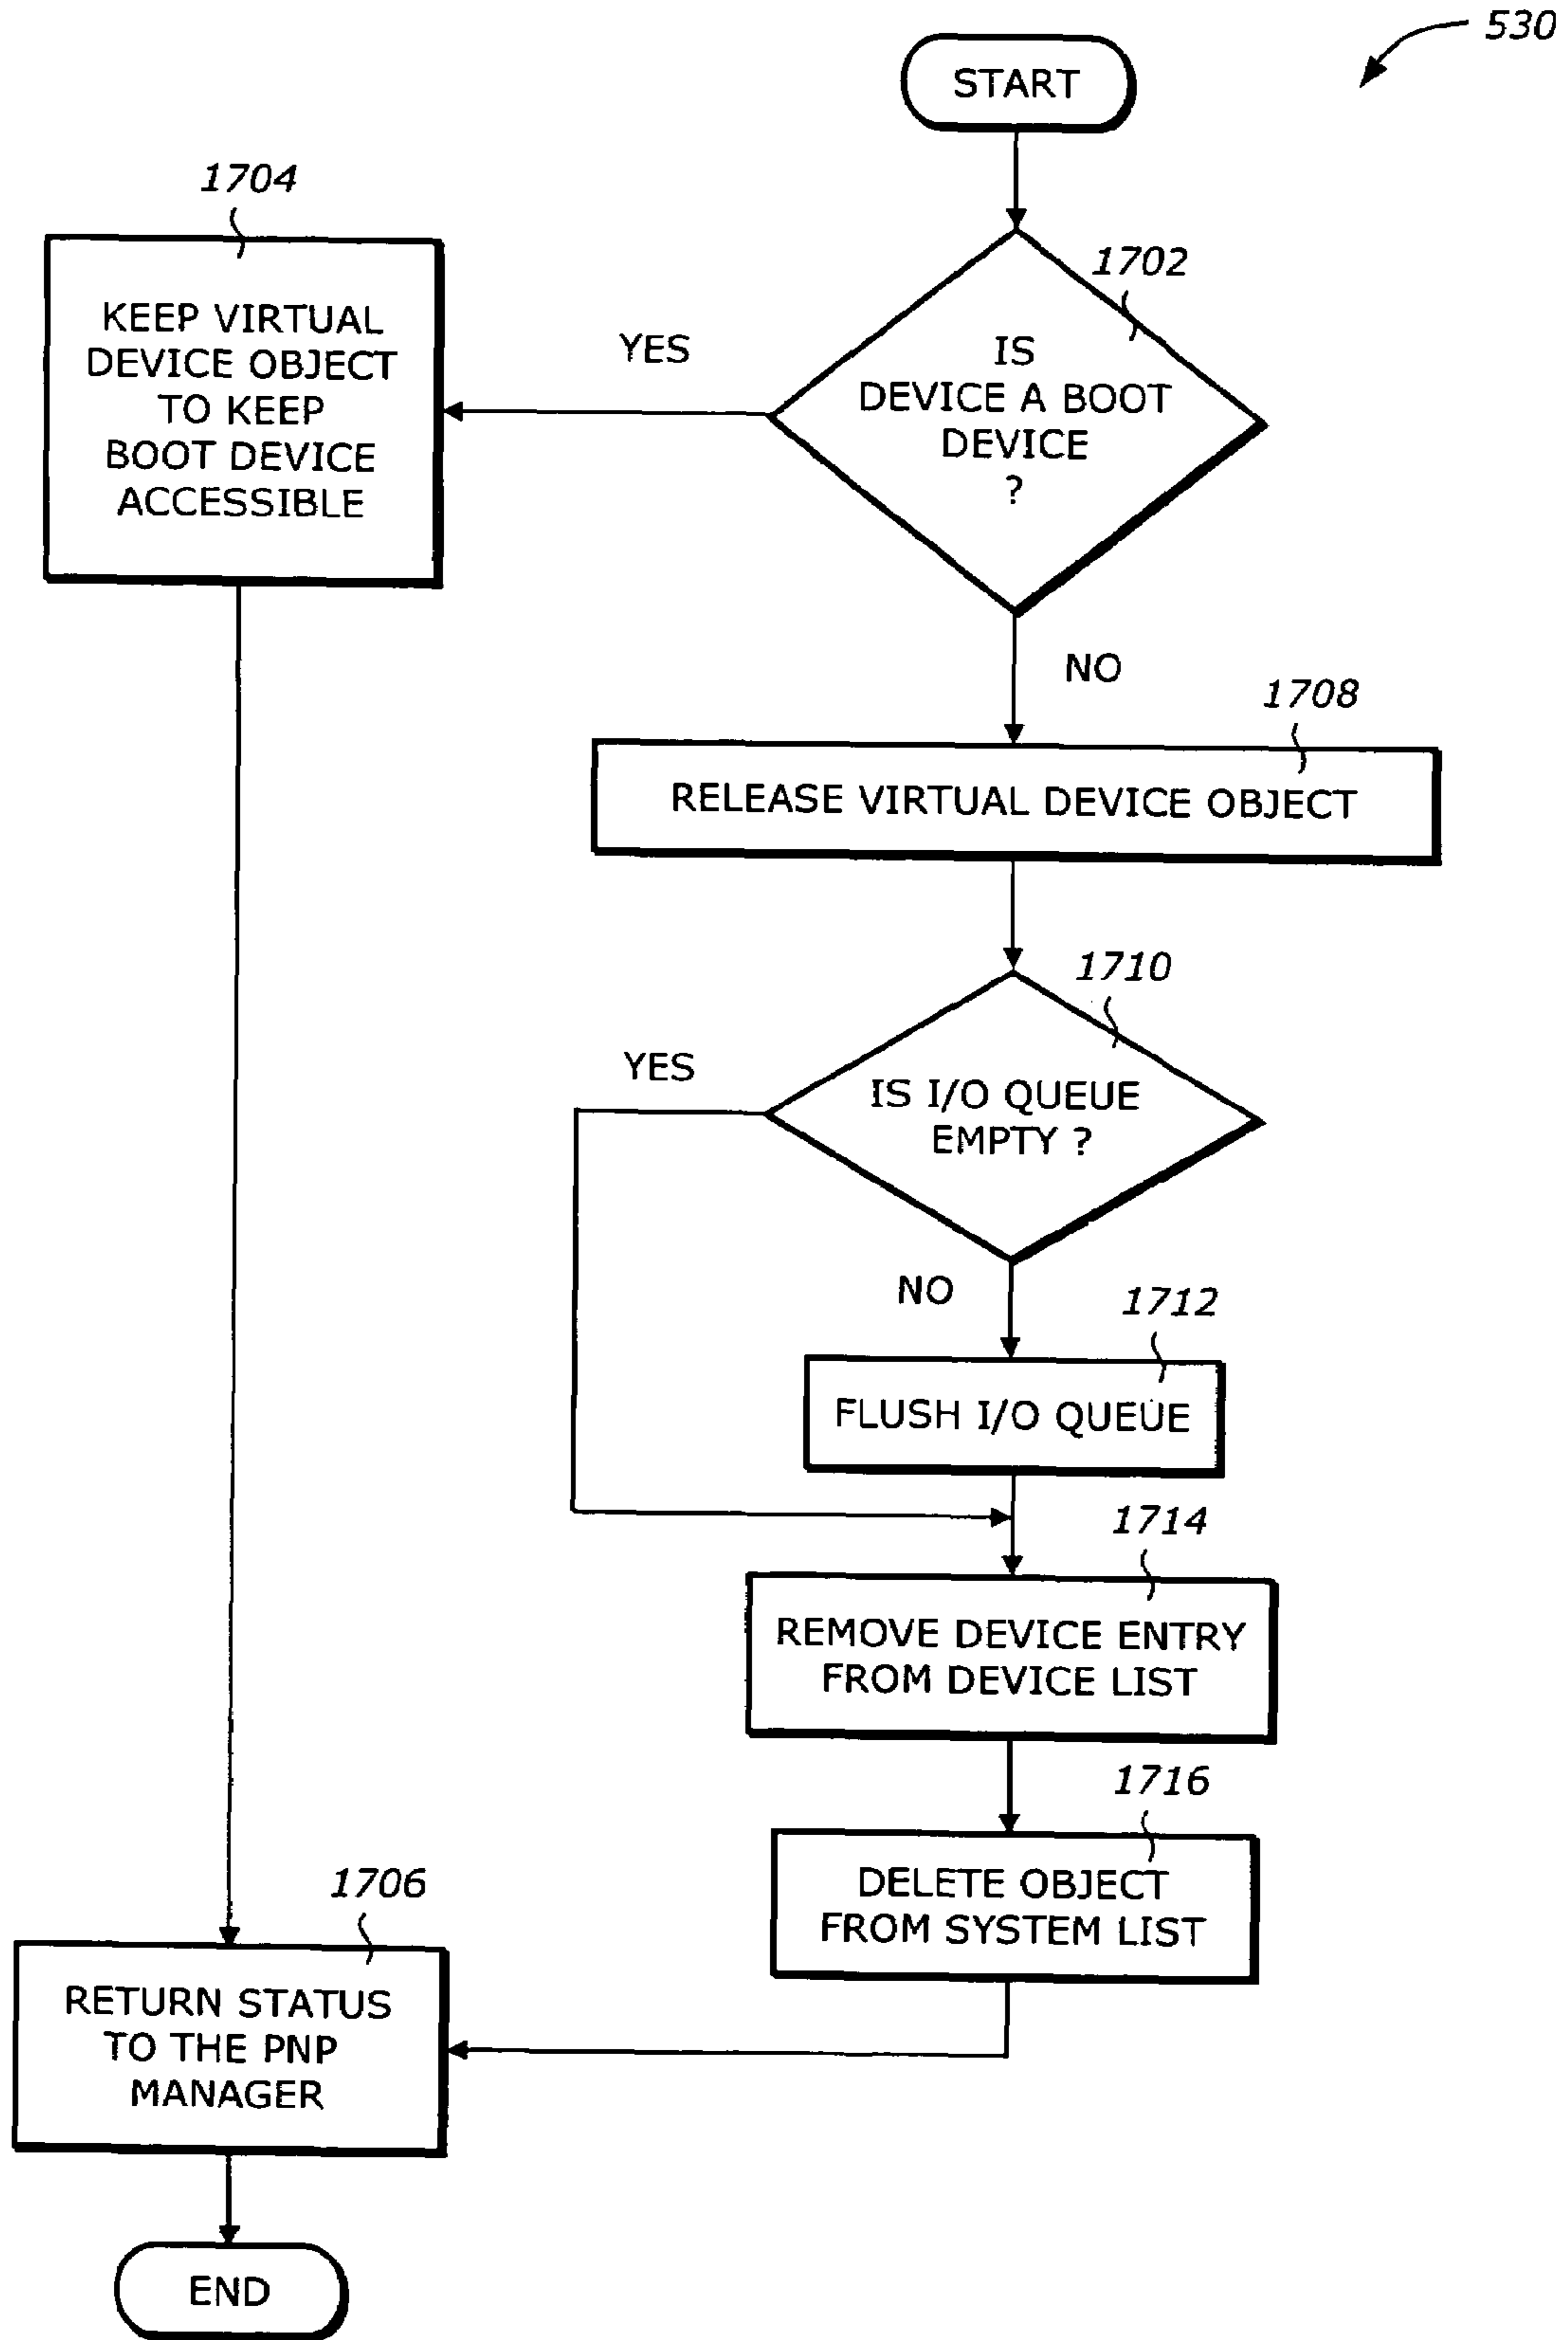 530
START
1704
1702
KEEP VIRTUAL
DEVICE OBJECT
TO KEEP
BOOT DEVICE
ACCESSIBLE
YES
IS
DEVICE A BOOT
DEVICE
?
NO
1708
RELEASE VIRTUAL DEVICE OBJECT
1710
YES
IS I/O QUEUE
EMPTY ?
NO
1712
FLUSH I/O QUEUE
1714
REMOVE DEVICE ENTRY
FROM DEVICE LIST
1716
DELETE OBJECT
FROM SYSTEM LIST
1706
RETURN STATUS
TO THE PNP
MANAGER
END